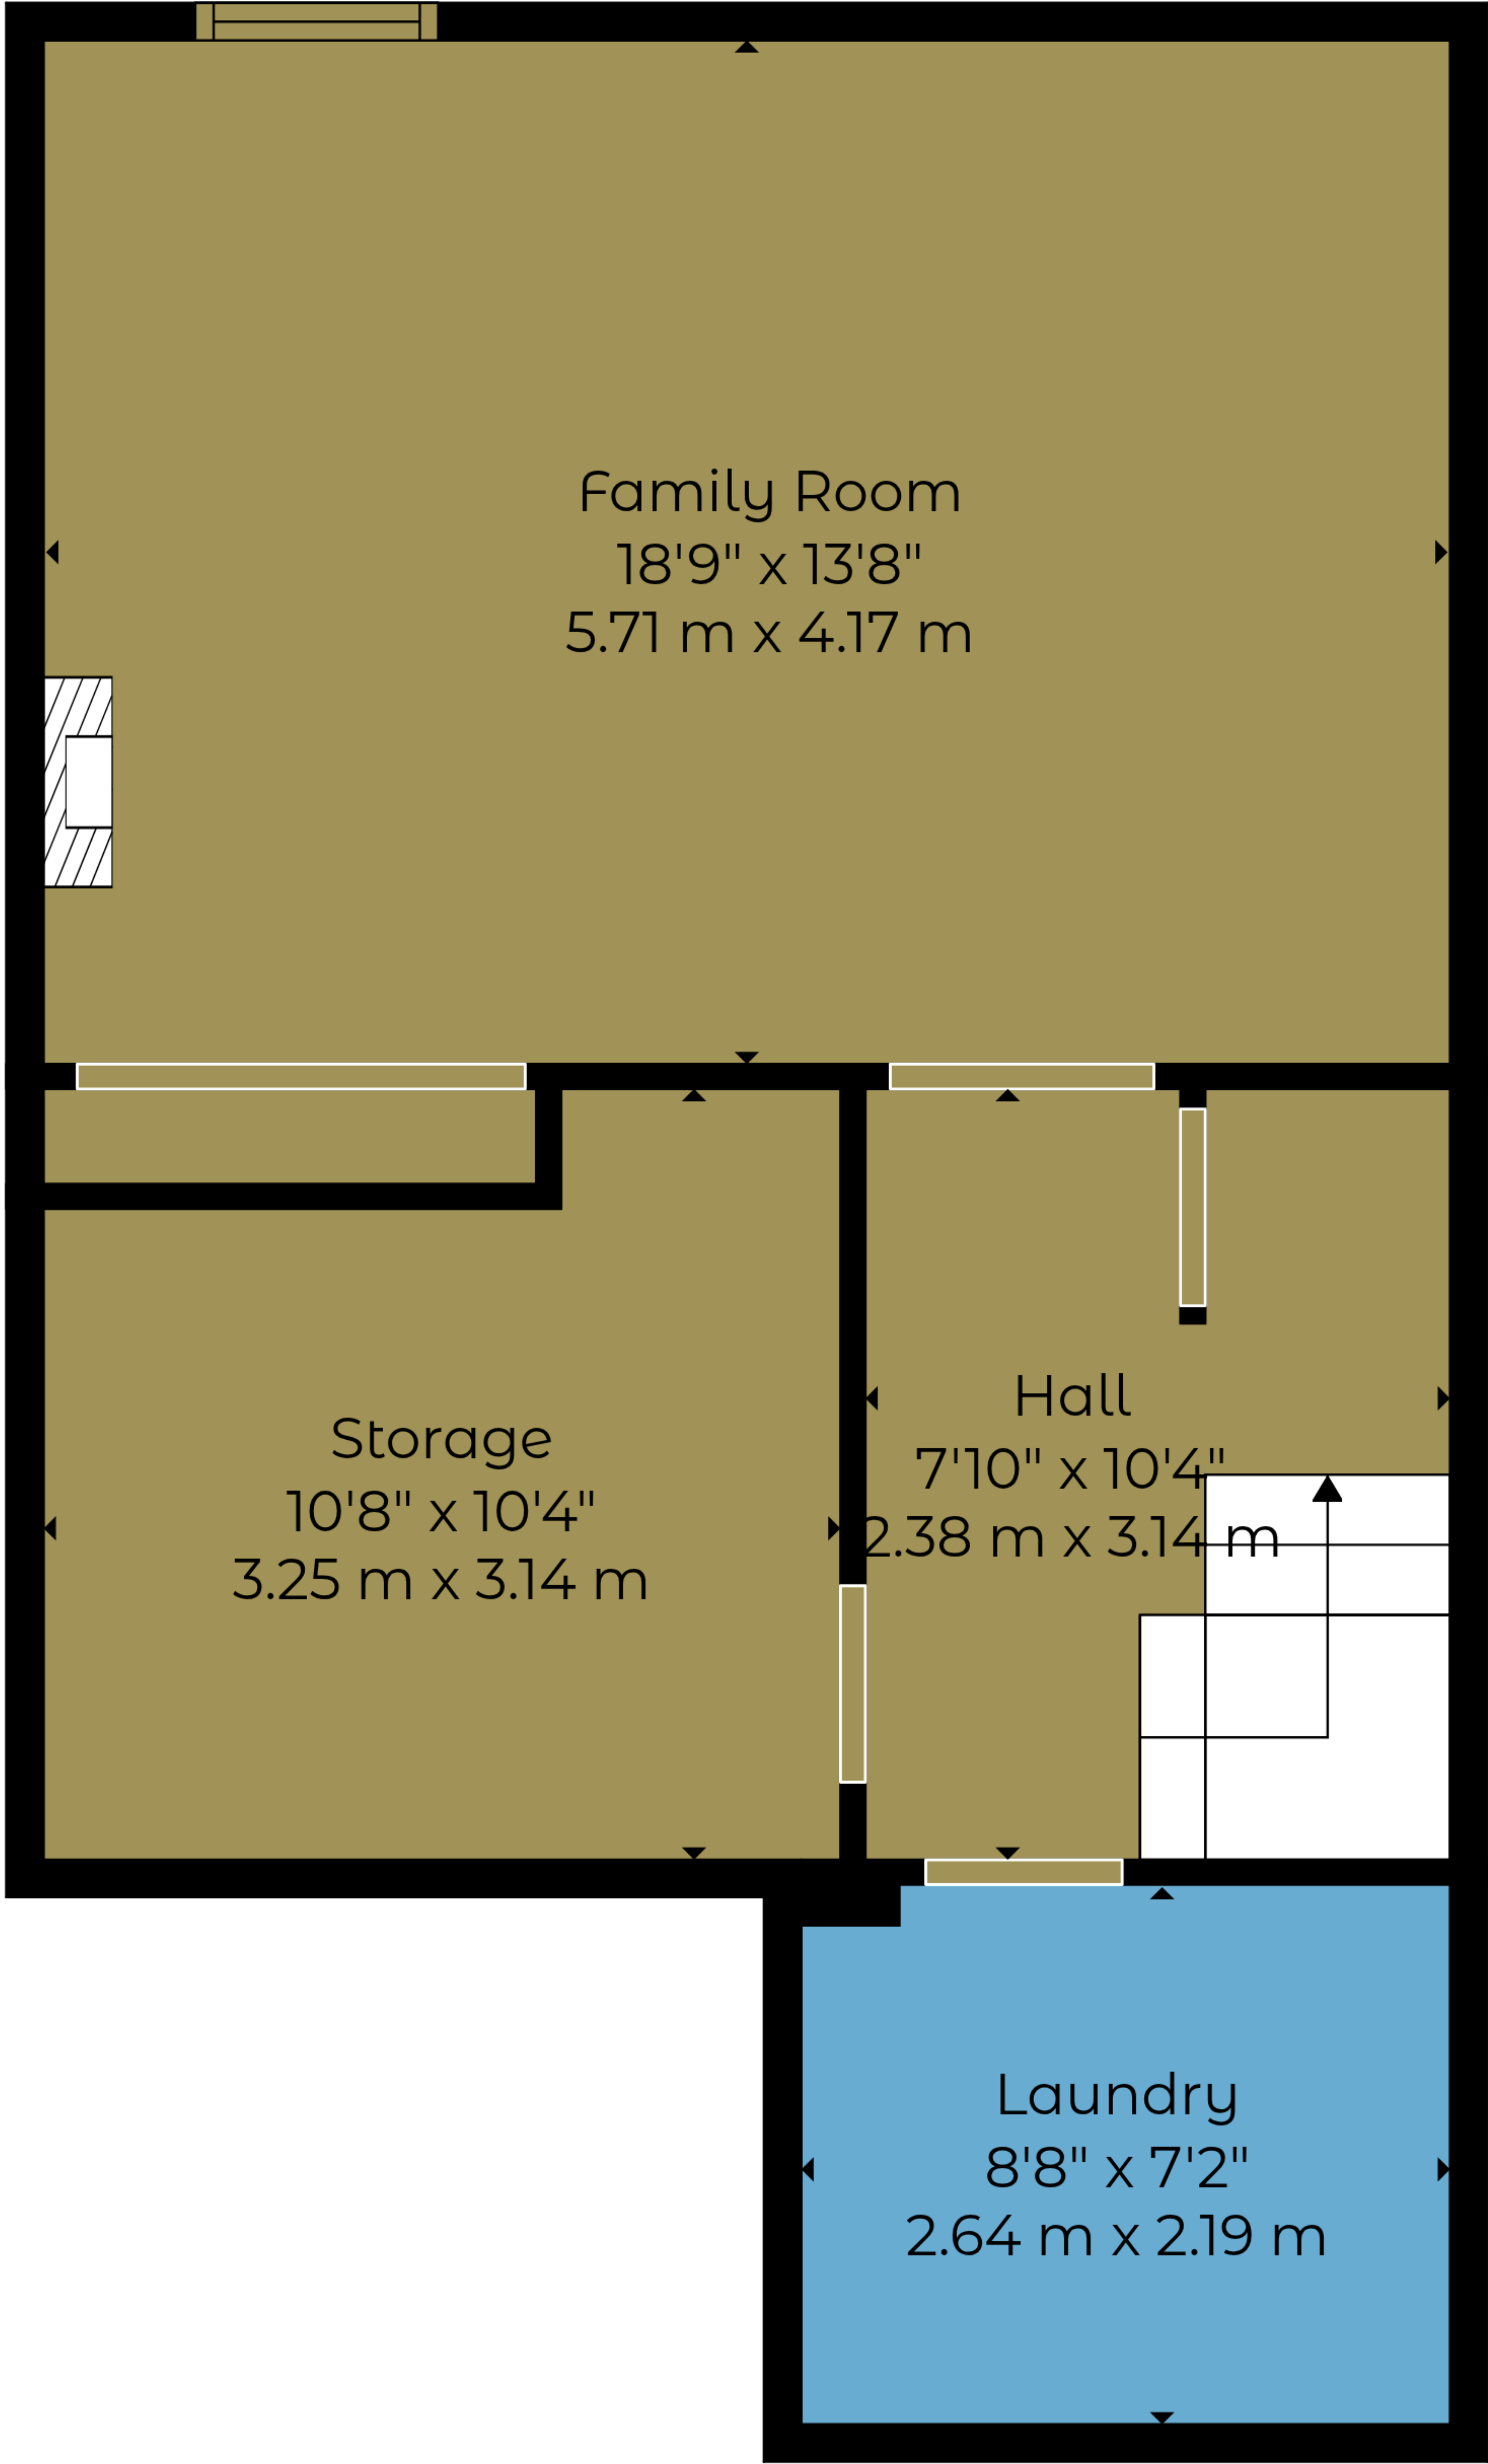 Family Room
18'9" x 13'8"
5.71 m x 4.17 m
Hall
7'10" x 10'4"
2.38 m x 3.14 m
Storage
10'8" x 10'4"
3.25 m x 3.14 m
Laundry
8'8" x 7'2"
2.64 m x 2.19 m